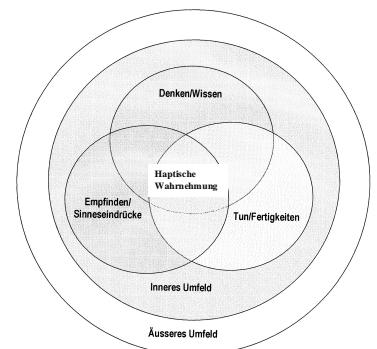 Denken/Wissen
Haptische
Wahrnehmung
Empfinden/
Sinneseindrücke
Tun/Fertigkeiten
Inneres Umfeld
Äusseres Umfeld